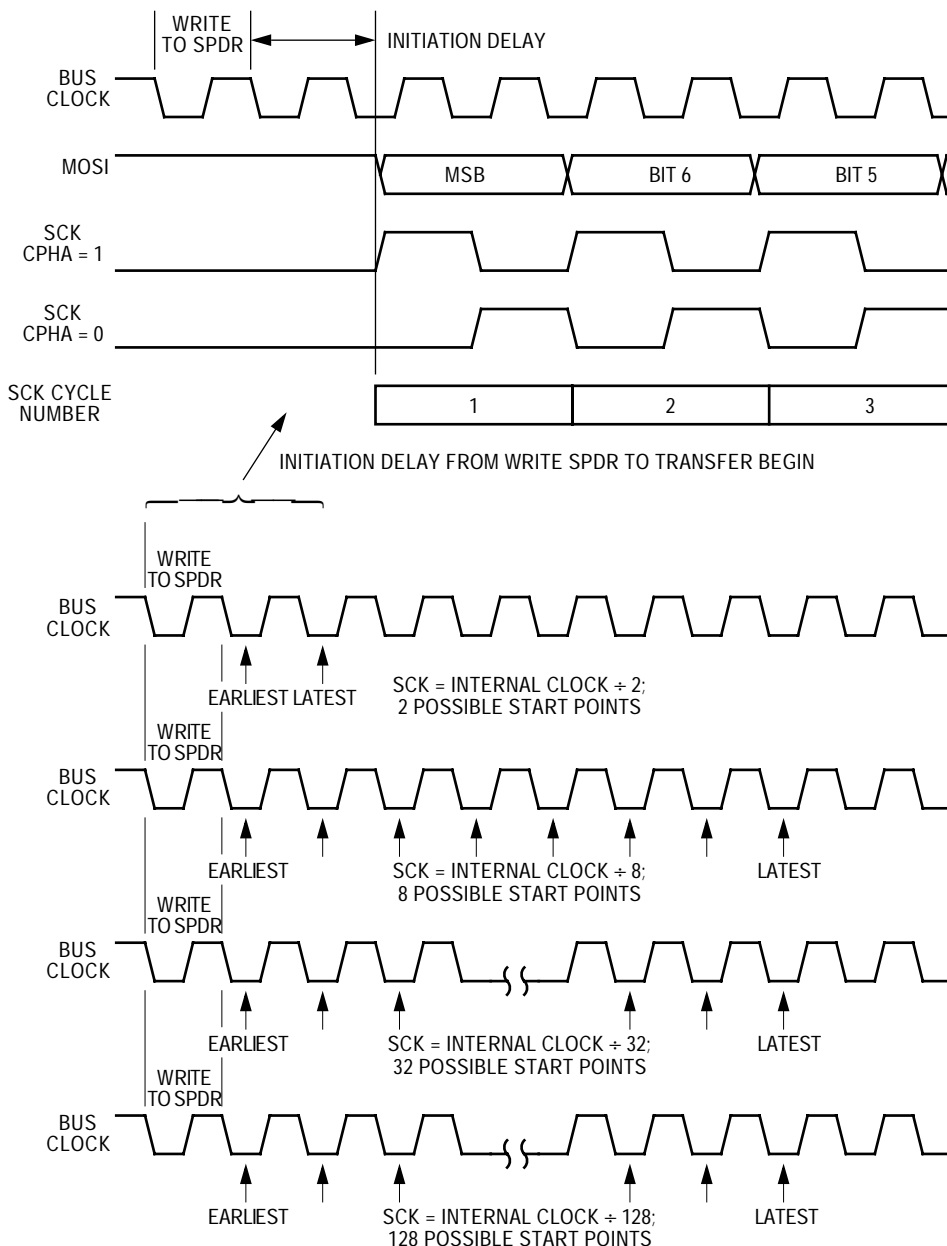 WRITE
TO SPDR
INITIATION DELAY
BUS
CLOCK
MOSI
MSB
BIT 6
BIT 5
SCK
CPHA = 1
SCK
CPHA = 0
SCK CYCLE
NUMBER
1
2
3
INITIATION DELAY FROM WRITE SPDR TO TRANSFER BEGIN
WRITE
TO SPDR
BUS
CLOCK
EARLIEST
LATEST
SCK = INTERNAL CLOCK ÷ 2;
2 POSSIBLE START POINTS
WRITE
TO SPDR
BUS
CLOCK
EARLIEST
SCK = INTERNAL CLOCK ÷ 8;
8 POSSIBLE START POINTS
LATEST
WRITE
TO SPDR
BUS
CLOCK
EARLIEST
SCK = INTERNAL CLOCK ÷ 32;
32 POSSIBLE START POINTS
LATEST
WRITE
TO SPDR
BUS
CLOCK
EARLIEST
SCK = INTERNAL CLOCK ÷ 128;
128 POSSIBLE START POINTS
LATEST